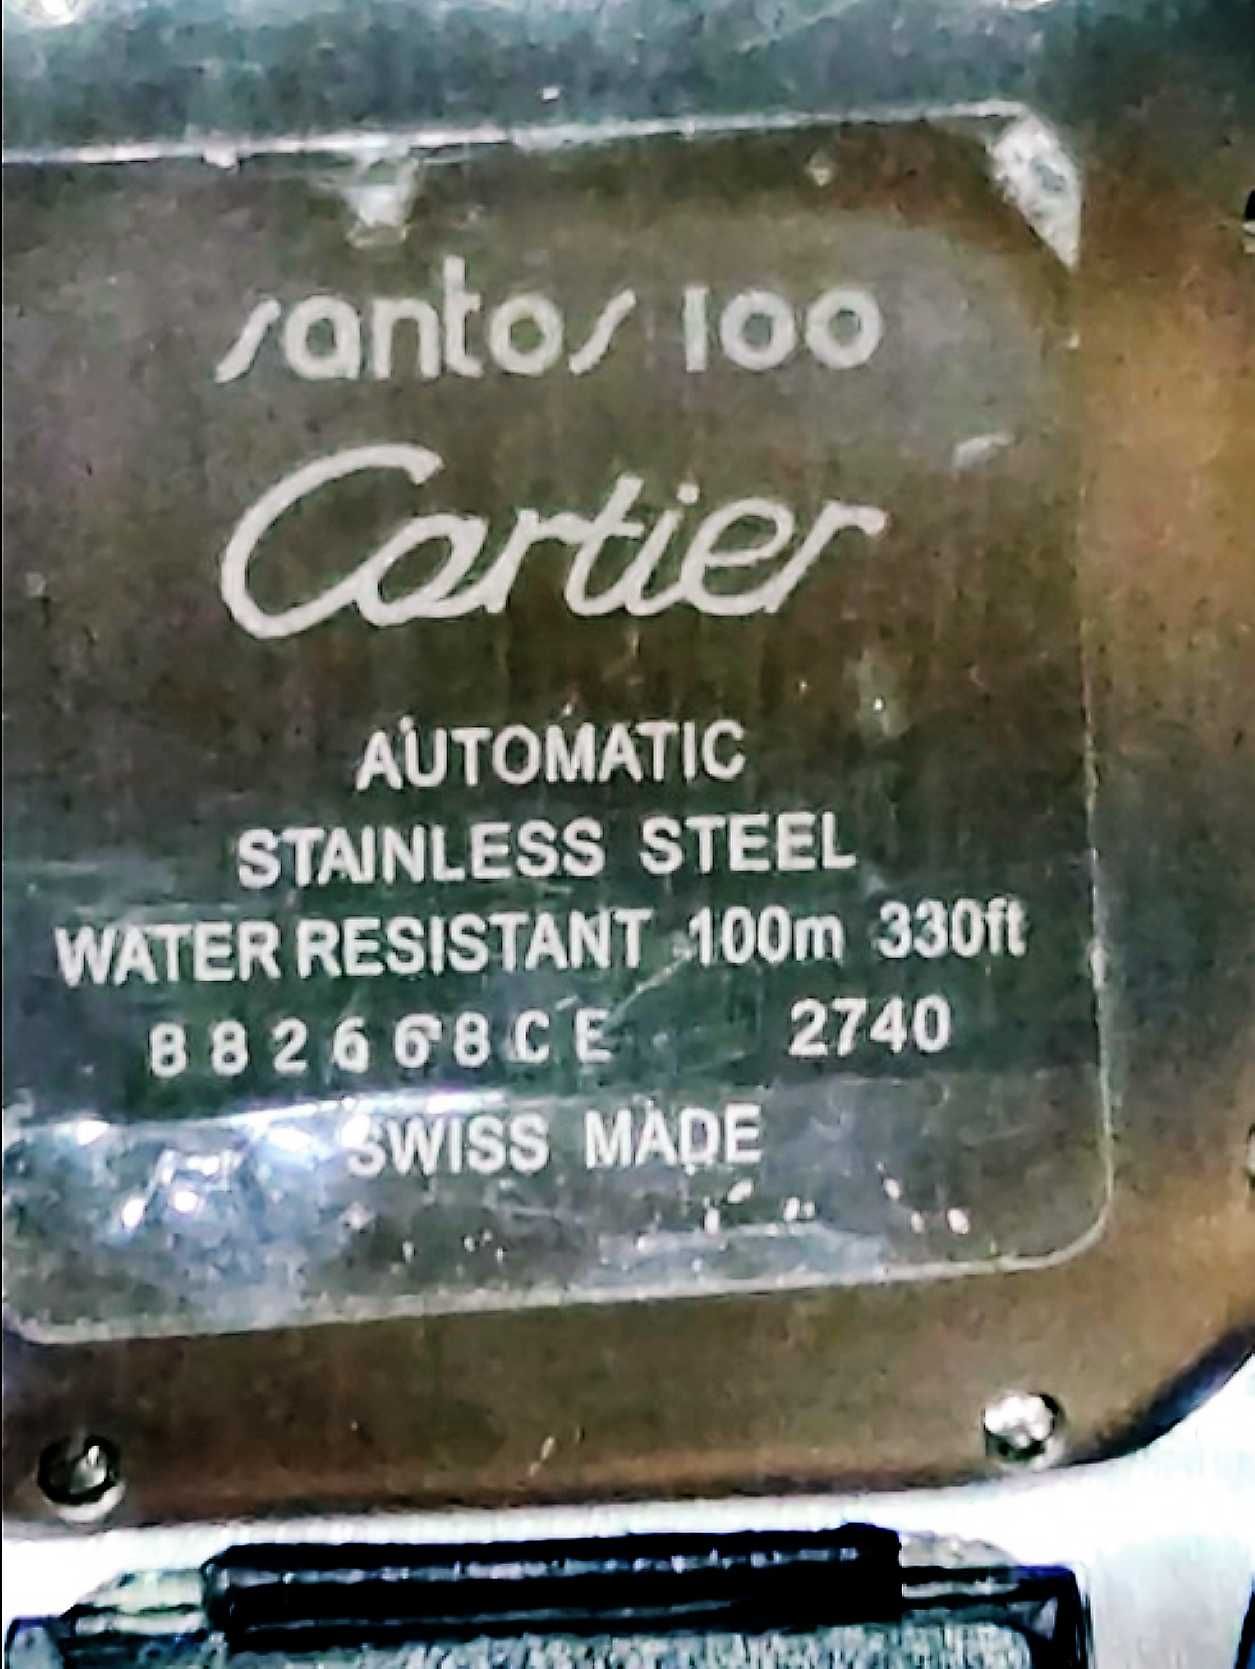 santos 100
Cartier
AUTOMATIC
STAINLESS STEEL
WATER RESISTANT 100m 330ft
882668CE 2740
SWISS MADE